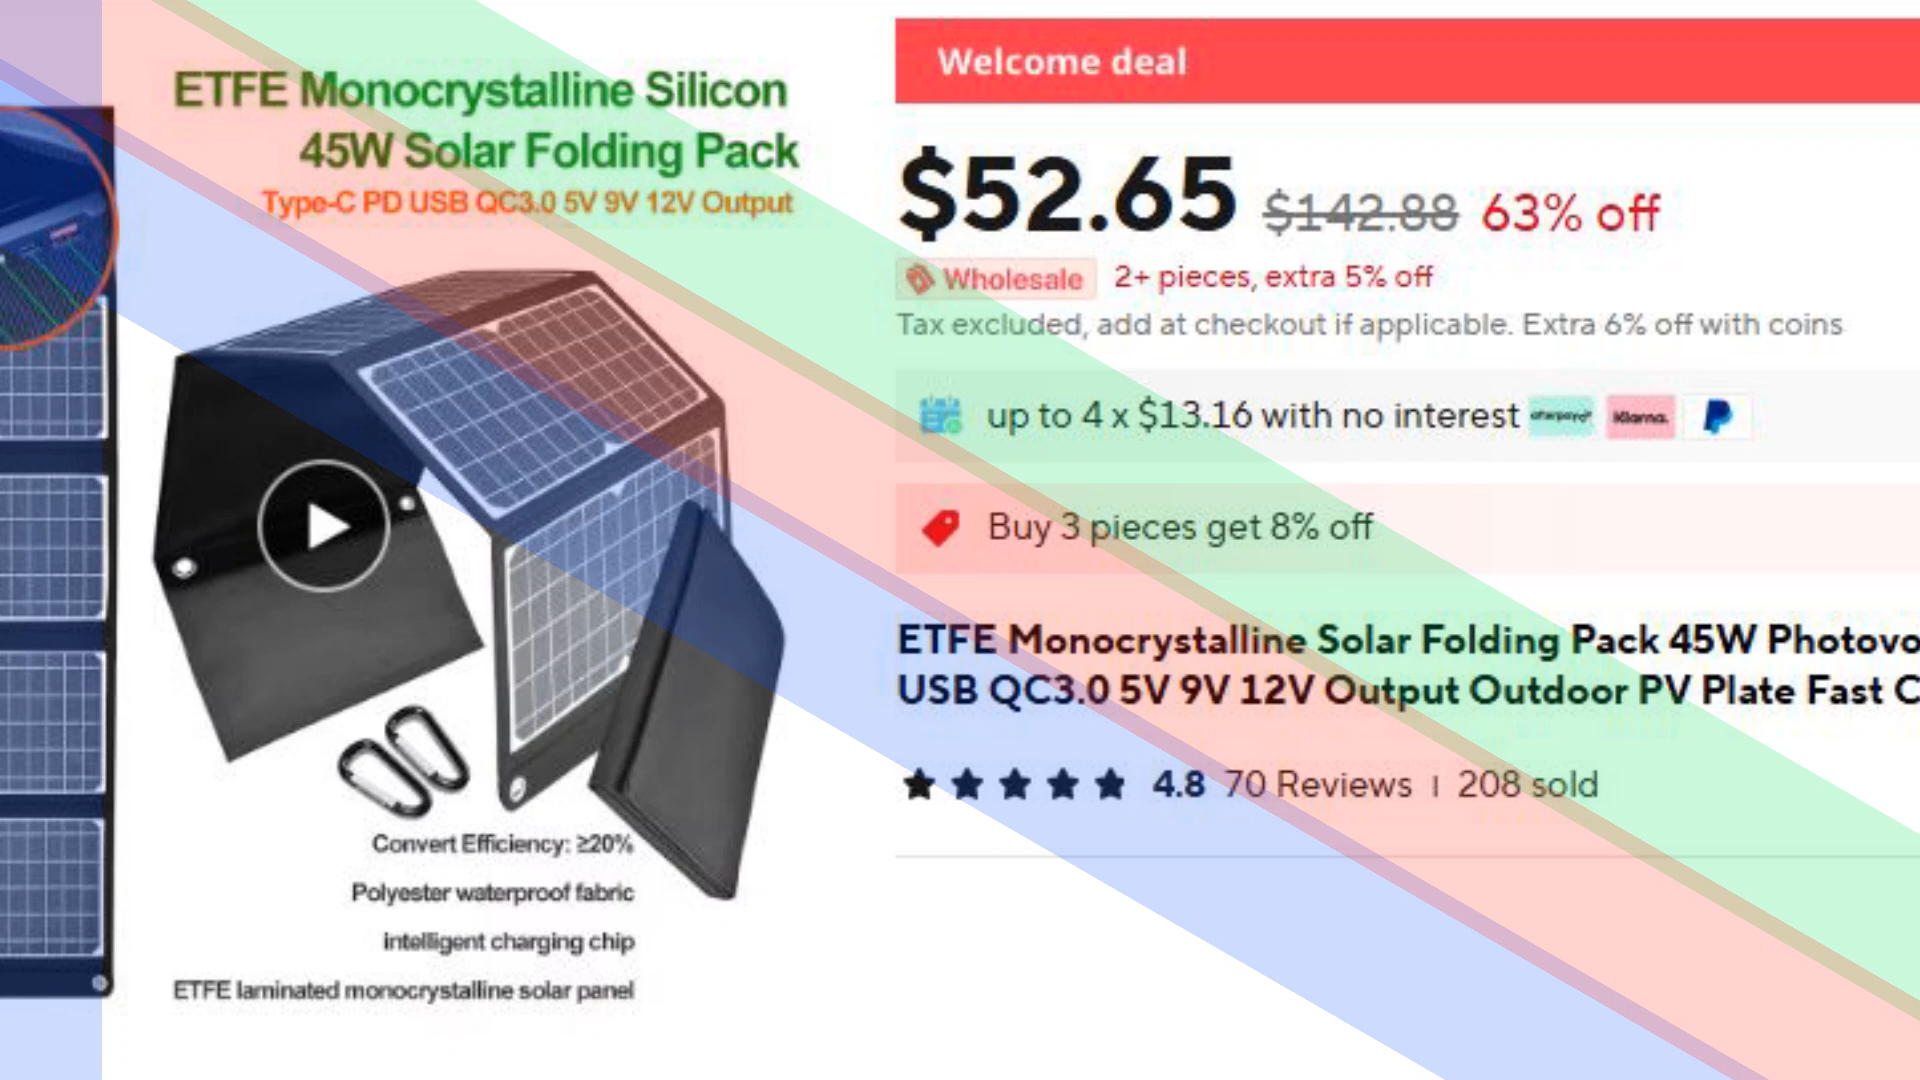 ETFE Monocrystalline Silicon
45W Solar Folding Pack
Type-C PD USB QC3.0 5V 9V 12V Output
Convert Efficiency: ≥20%
Polyester waterproof fabric
intelligent charging chip
ETFE laminated monocrystalline solar panel
Welcome deal
$52.65 $142.88 63% off
Wholesale 2+ pieces, extra 5% off
Tax excluded, add at checkout if applicable. Extra 6% off with coins
up to 4 x $13.16 with no interest afterpay Klarna.
Buy 3 pieces get 8% off
ETFE Monocrystalline Solar Folding Pack 45W Photovo
USB QC3.0 5V 9V 12V Output Outdoor PV Plate Fast C
4.8 70 Reviews | 208 sold